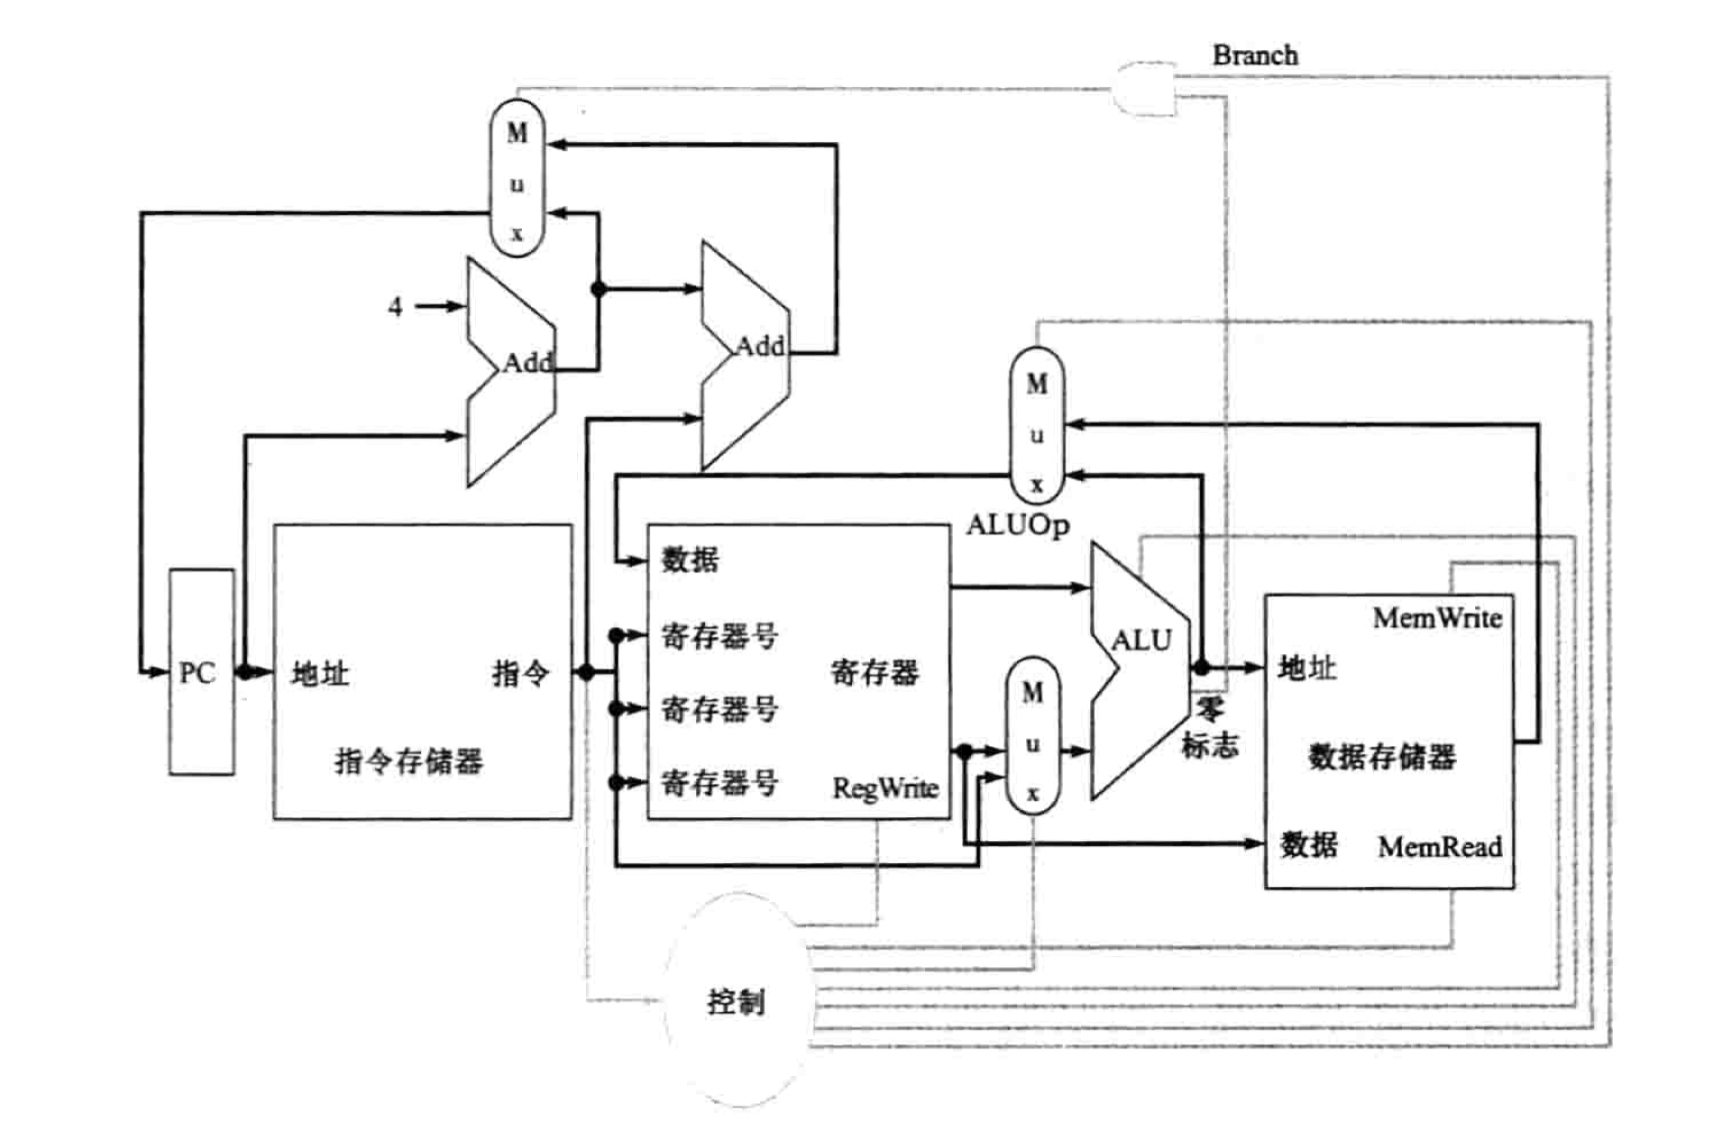 Branch
M
u
x
4
Add
Add
M
u
x
ALUOp
数据
寄存器号
寄存器号
寄存器号
寄存器
RegWrite
PC
地址
指令
指令存储器
M
u
x
ALU
零
标志
MemWrite
地址
数据存储器
数据
MemRead
控制